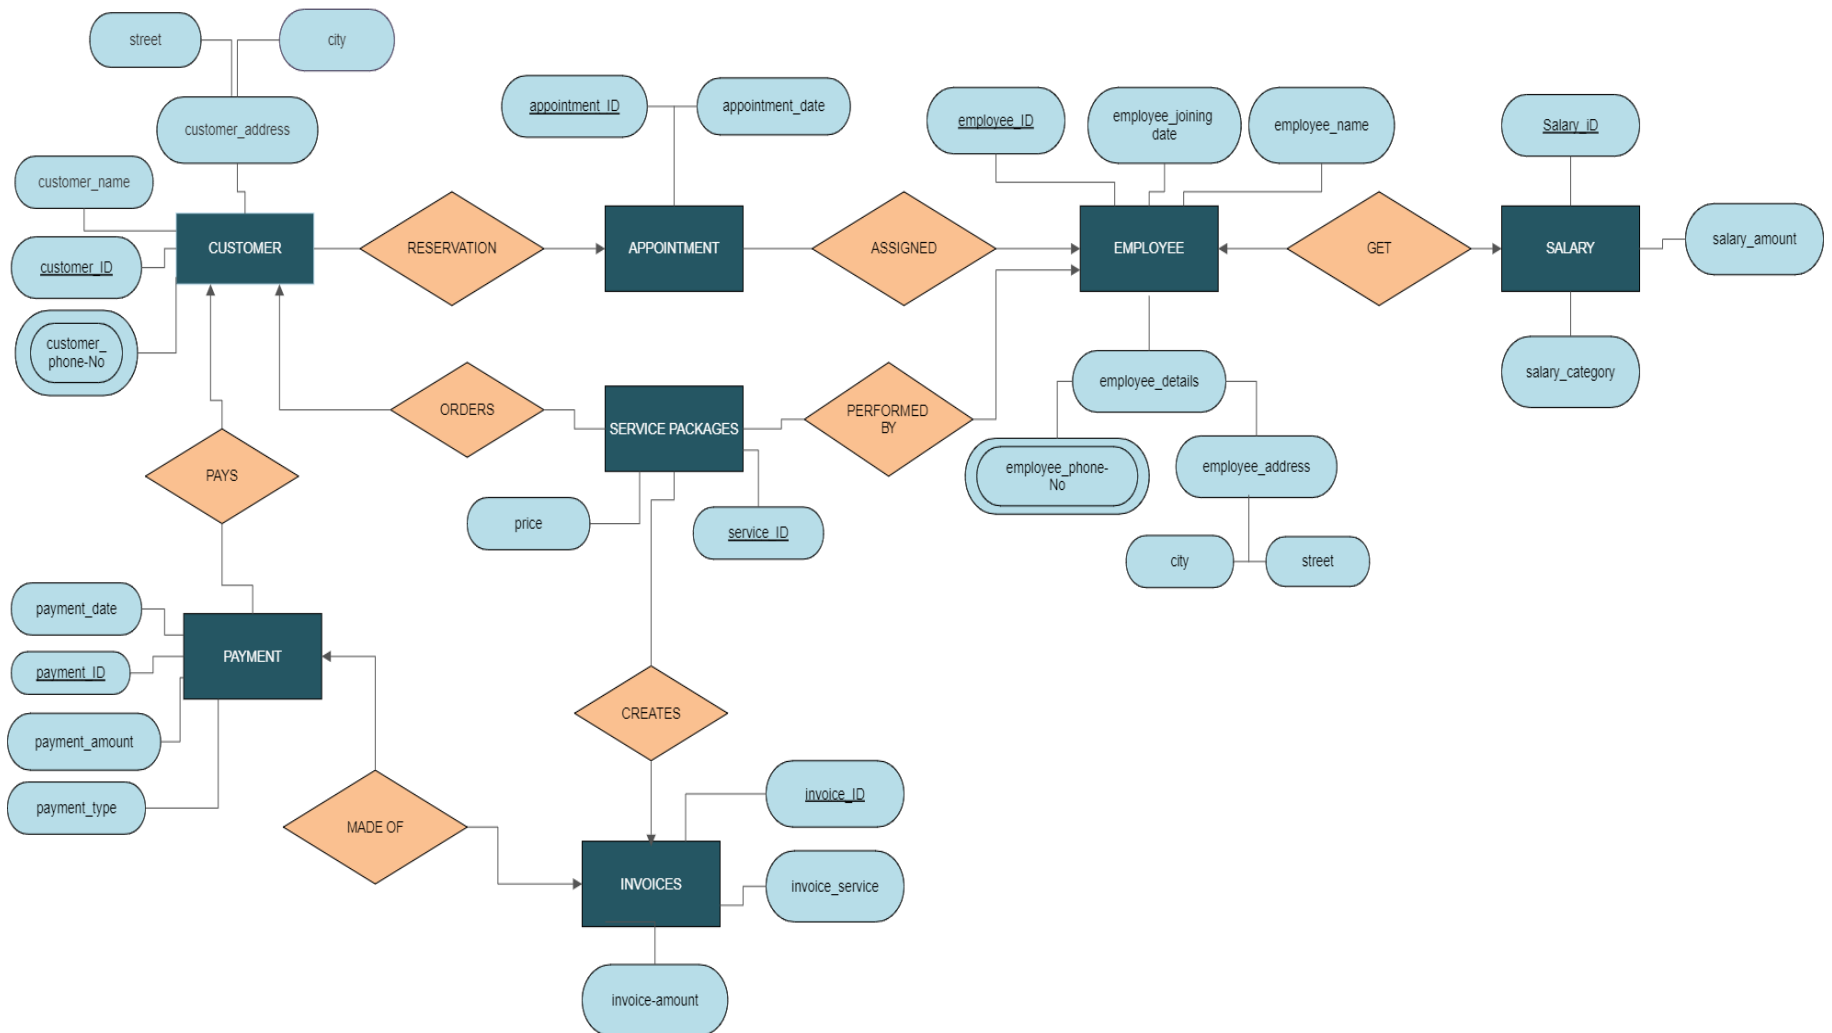 street
city
customer_address
appointment_ID
appointment_date
employee_ID
employee_joining
date
employee_name
Salary_iD
customer_name
CUSTOMER
RESERVATION
APPOINTMENT
ASSIGNED
EMPLOYEE
GET
SALARY
salary_amount
customer_ID
customer_
phone-No
ORDERS
SERVICE PACKAGES
PERFORMED
BY
employee_details
salary_category
employee_phone-
No
employee_address
PAYS
price
service_ID
city
street
payment_date
payment_ID
PAYMENT
payment_amount
payment_type
CREATES
MADE OF
invoice_ID
INVOICES
invoice_service
invoice-amount